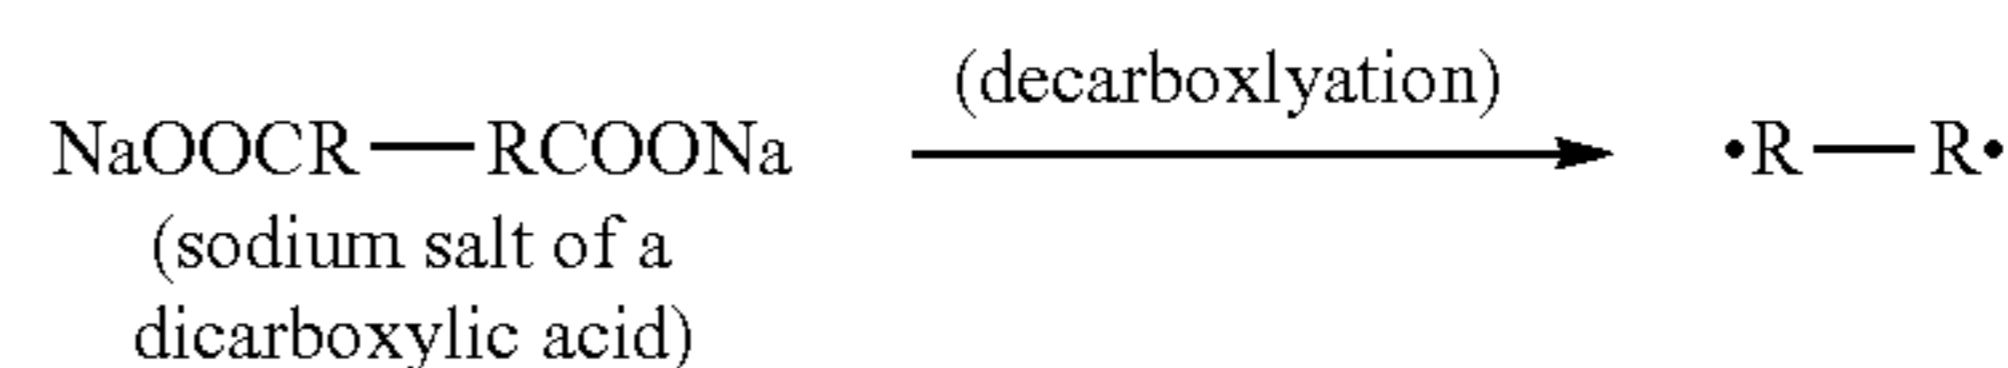 (decarboxlyation)
NaOOCR—RCOONa
•R—R•
(sodium salt of a
dicarboxylic acid)